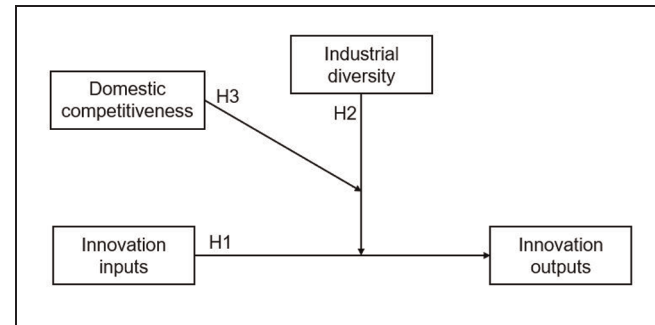 Industrial
diversity
Domestic
competitiveness
H3
H2
Innovation
inputs
H1
Innovation
outputs